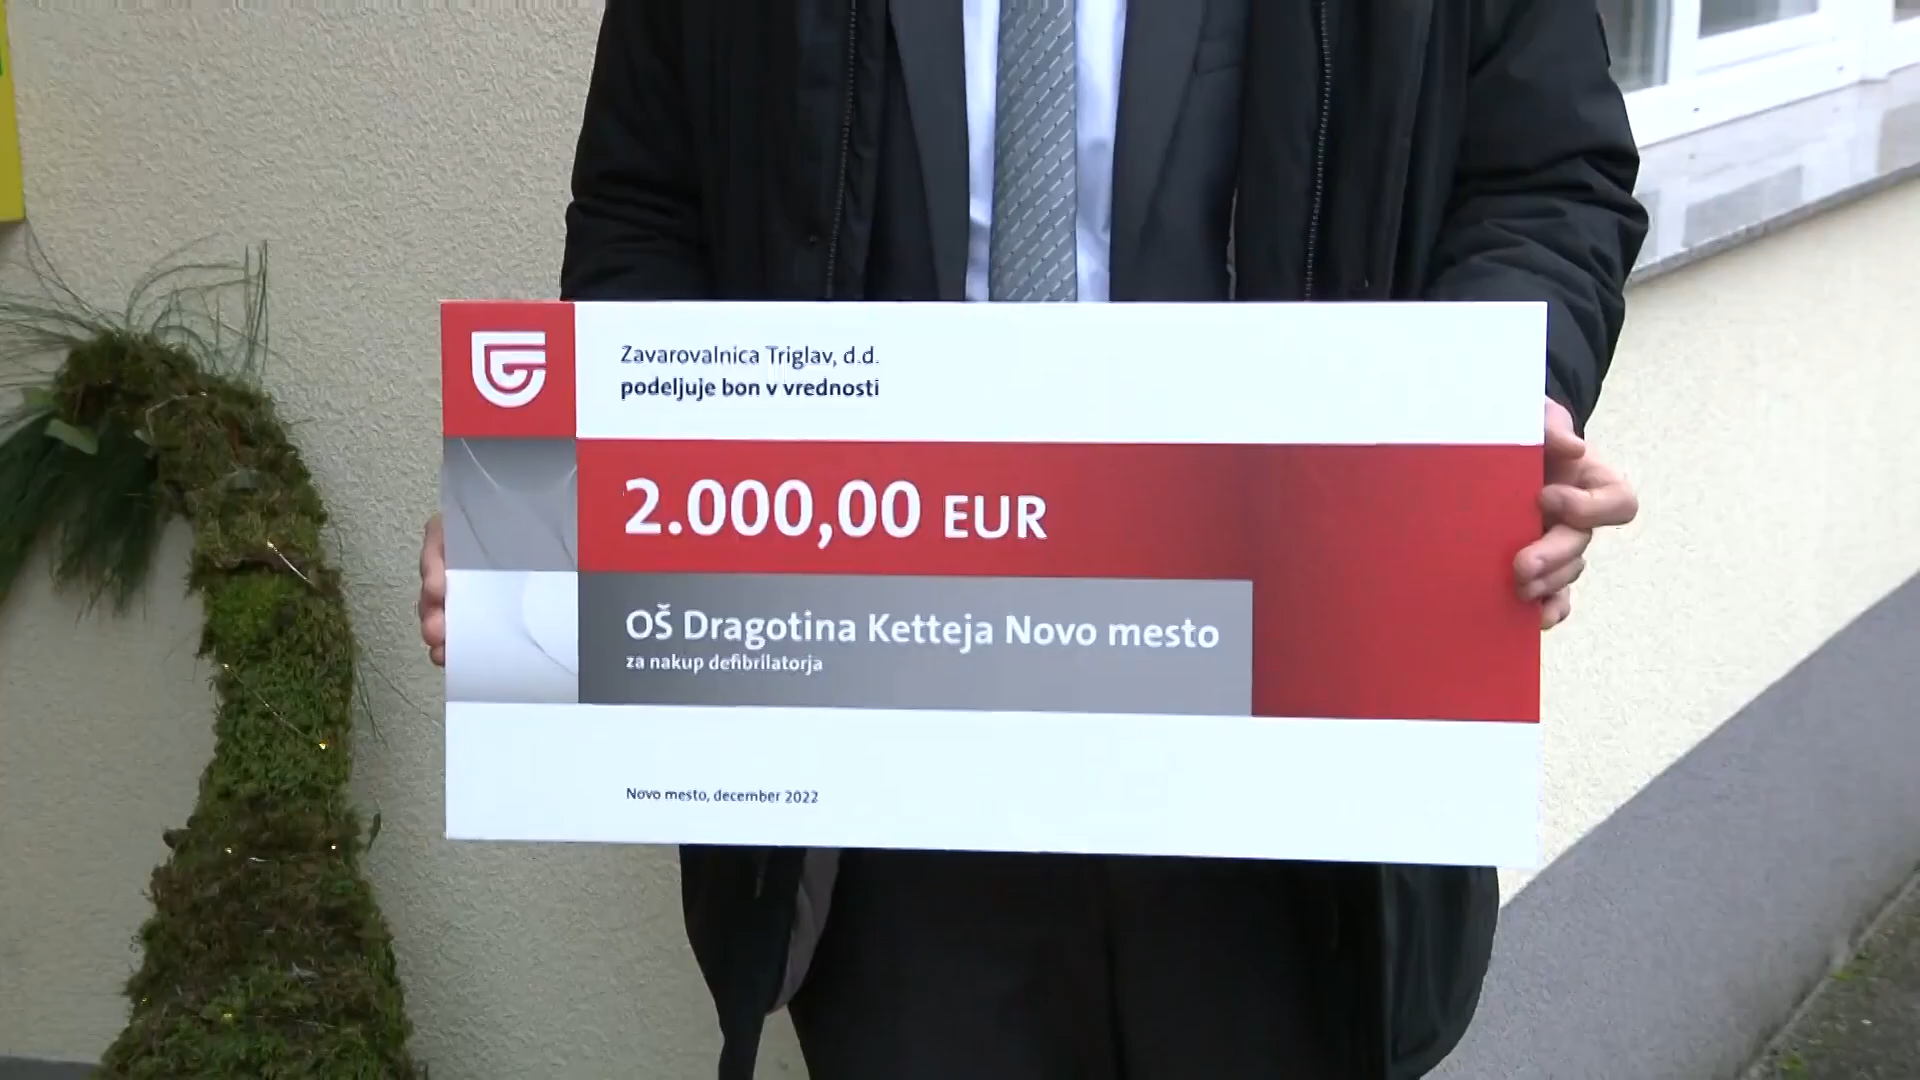 Zavarovalnica Triglav, d.d.
podeljuje bon v vrednosti
2.000,00 EUR
OŠ Dragotina Ketteja Novo mesto
za nakup defibrilatorja
Novo mesto, december 2022